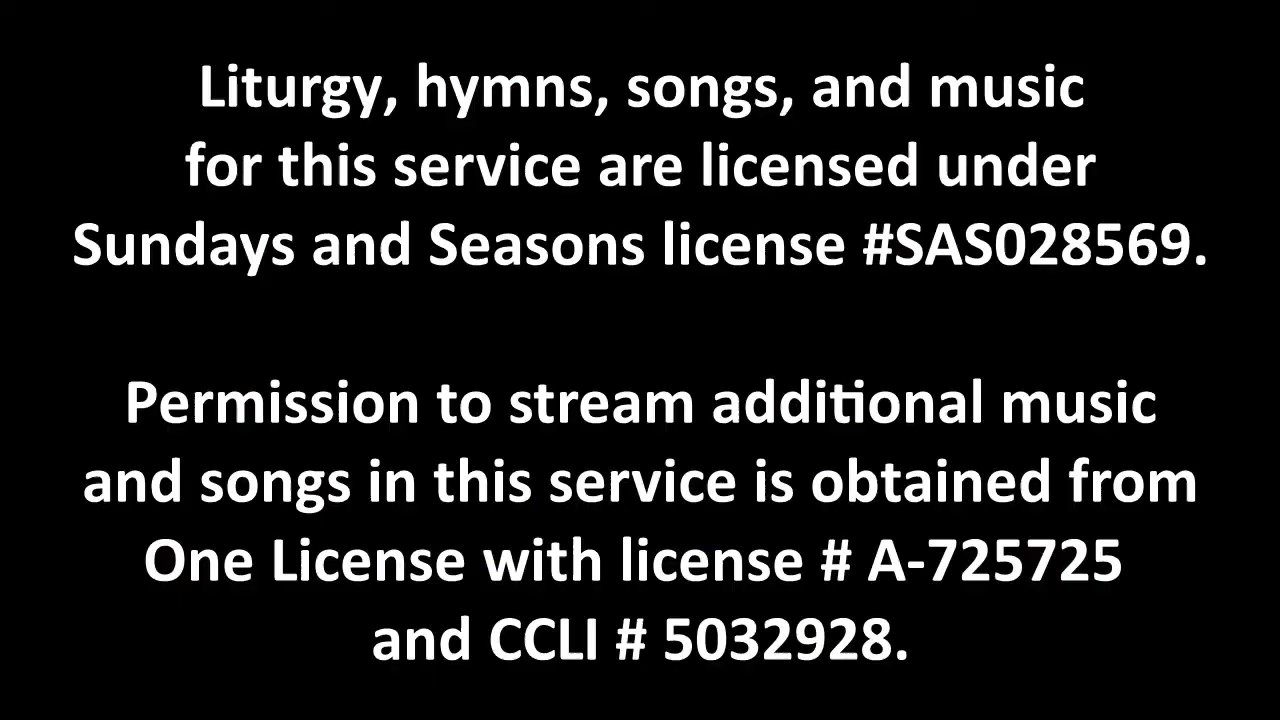 Liturgy, hymns, songs, and music
for this service are licensed under
Sundays and Seasons license #SAS028569.
Permission to stream additional music
and songs in this service is obtained from
One License with license # A-725725
and CCLI # 5032928.